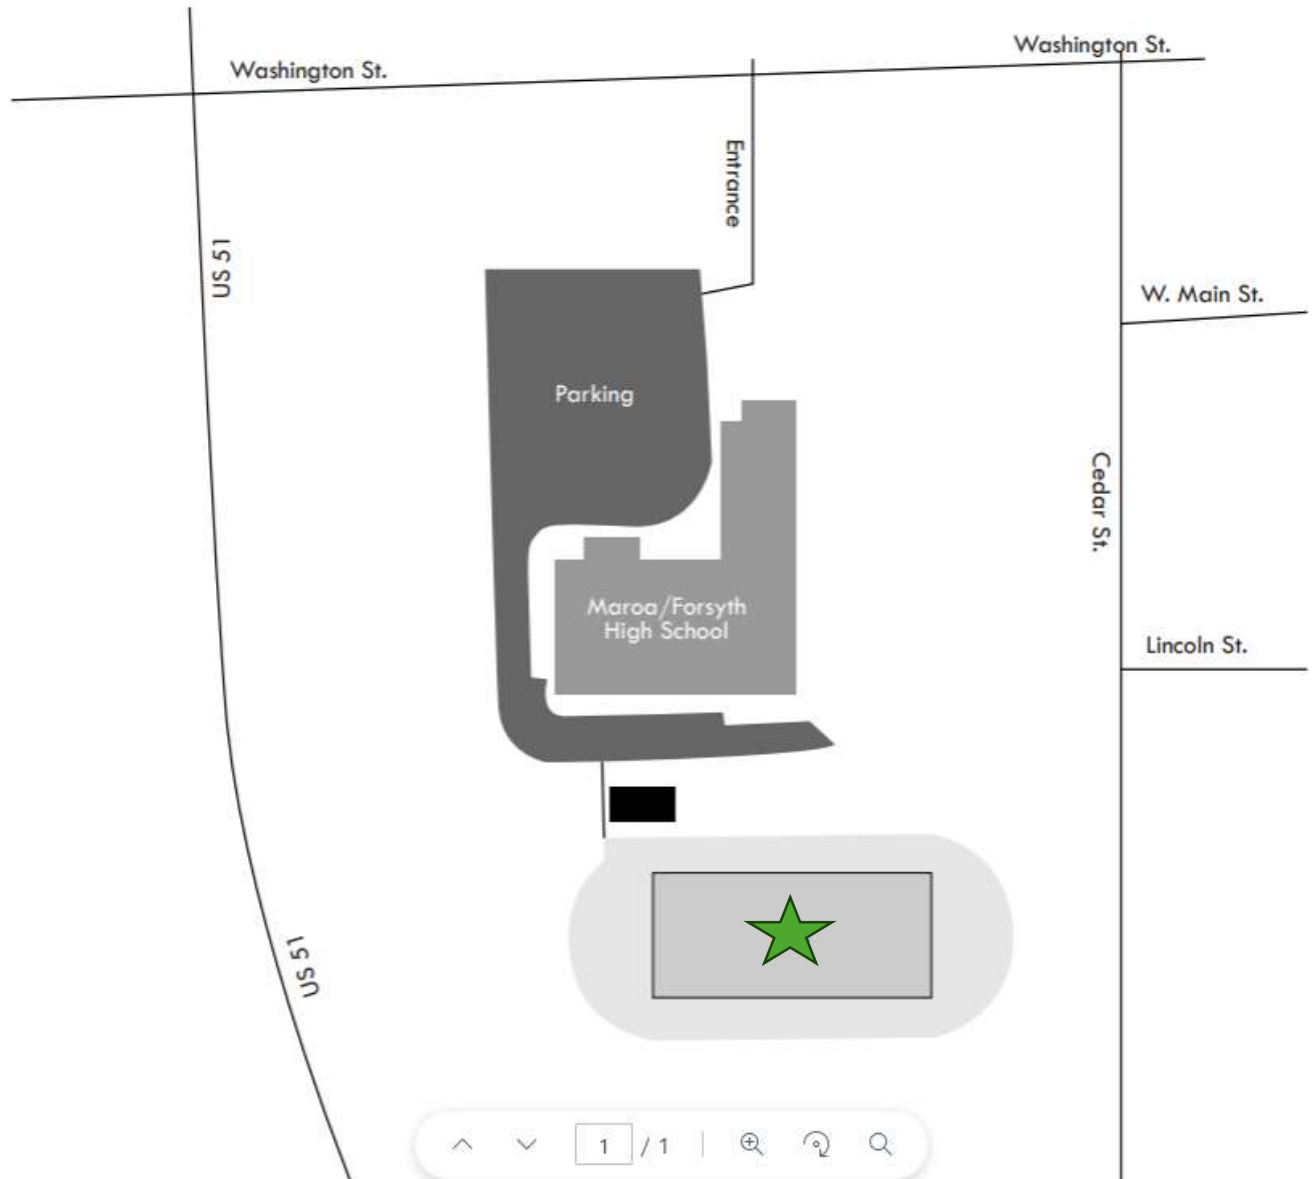 Washington St.
Washington St.
Entrance
US 51
W. Main St.
Parking
Cedar St.
Maroa/Forsyth
High School
Lincoln St.
US 51
1 / 1